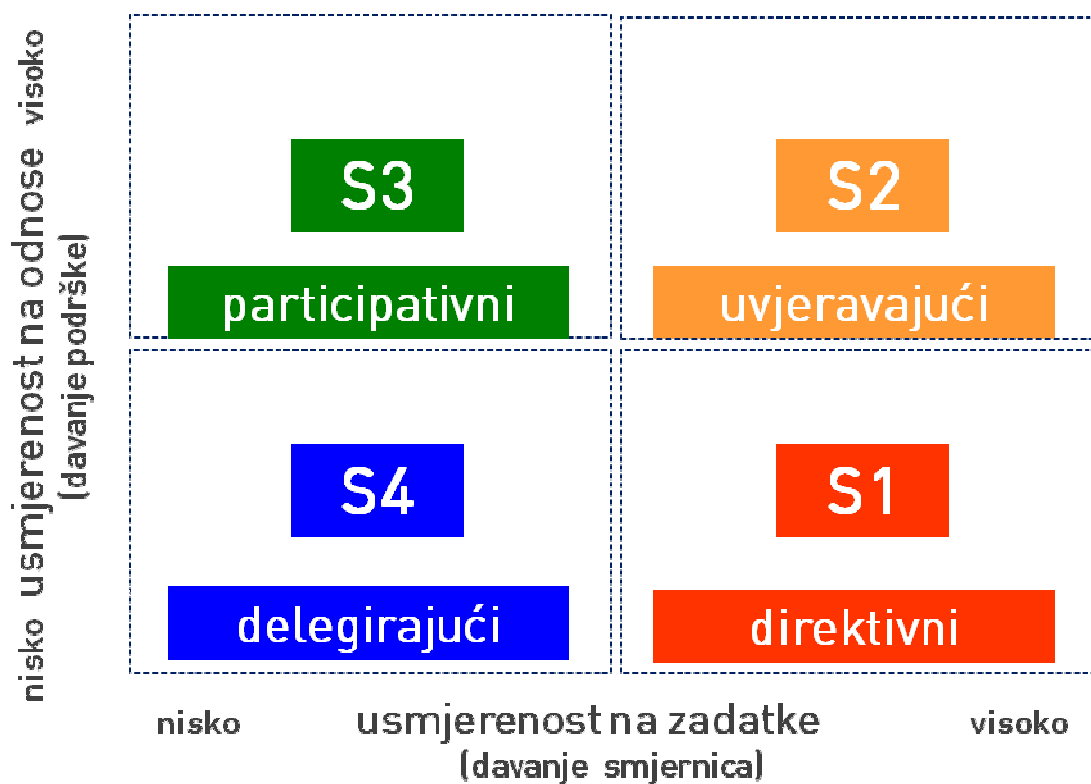 nisko usmjerenost na odnose visoko
(davanje podrške)
S3
participativni
S2
uvjeravajući
S4
delegirajući
S1
direktivni
nisko usmjerenost na zadatke visoko
(davanje smjernica)